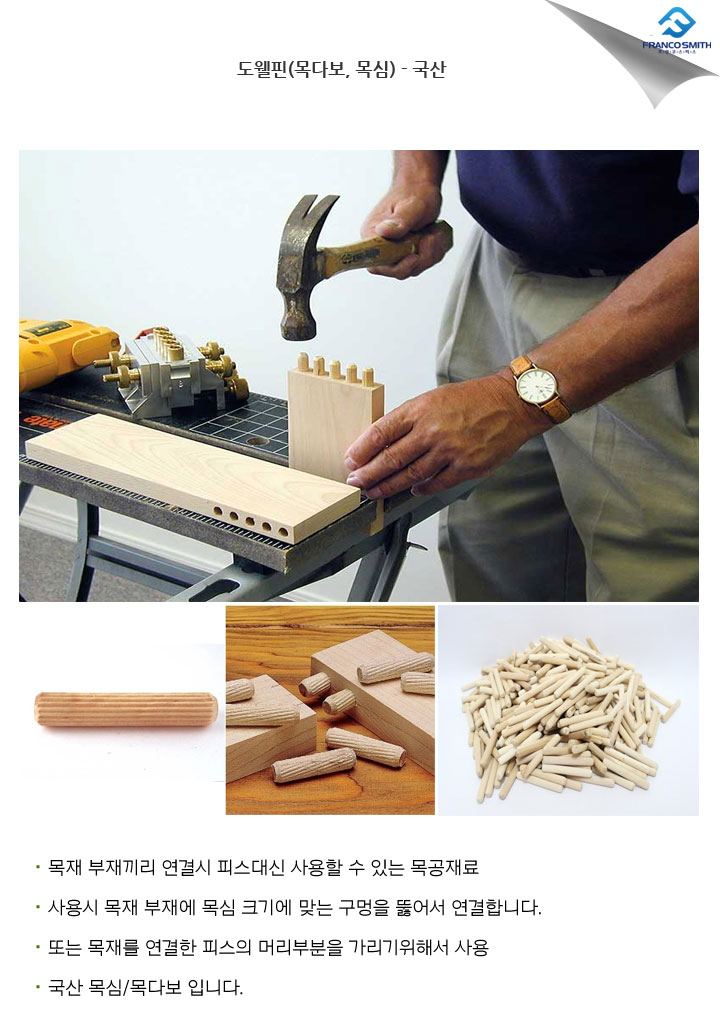 FRANCO SMITH
도웰핀(목다보, 목심) - 국산
· 목재 부재끼리 연결시 피스대신 사용할 수 있는 목공재료
· 사용시 목재 부재에 목심 크기에 맞는 구멍을 뚫어서 연결합니다.
· 또는 목재를 연결한 피스의 머리부분을 가리기위해서 사용
· 국산 목심/목다보 입니다.